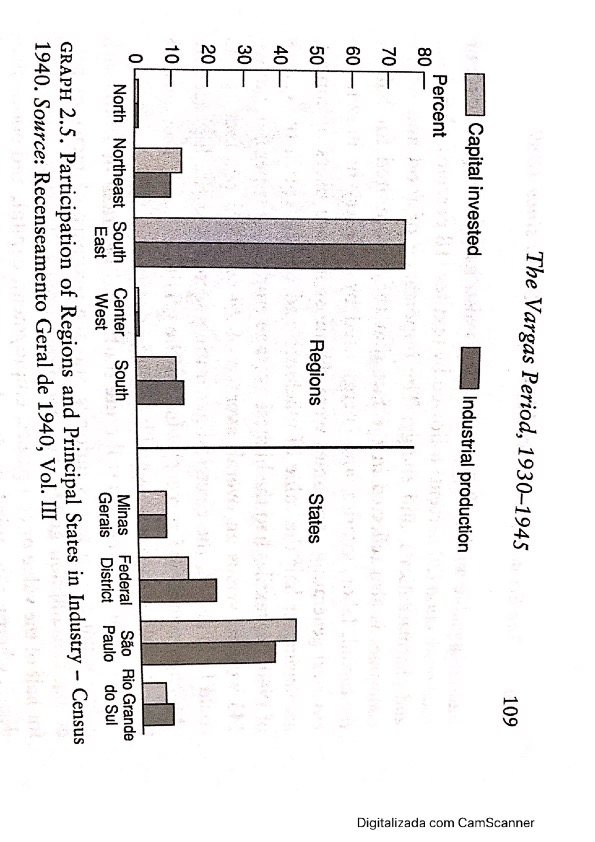 The Vargas Period, 1930–1945
109
Capital invested
Industrial production
Percent
80
70
60
50
40
30
20
10
0
Regions
States
North
Northeast
South
East
Center
West
South
Minas
Gerais
Federal
District
São
Paulo
Rio Grande
do Sul
GRAPH 2.5. Participation of Regions and Principal States in Industry – Census
1940. Source: Recenseamento Geral de 1940, Vol. III
Digitalizada com CamScanner